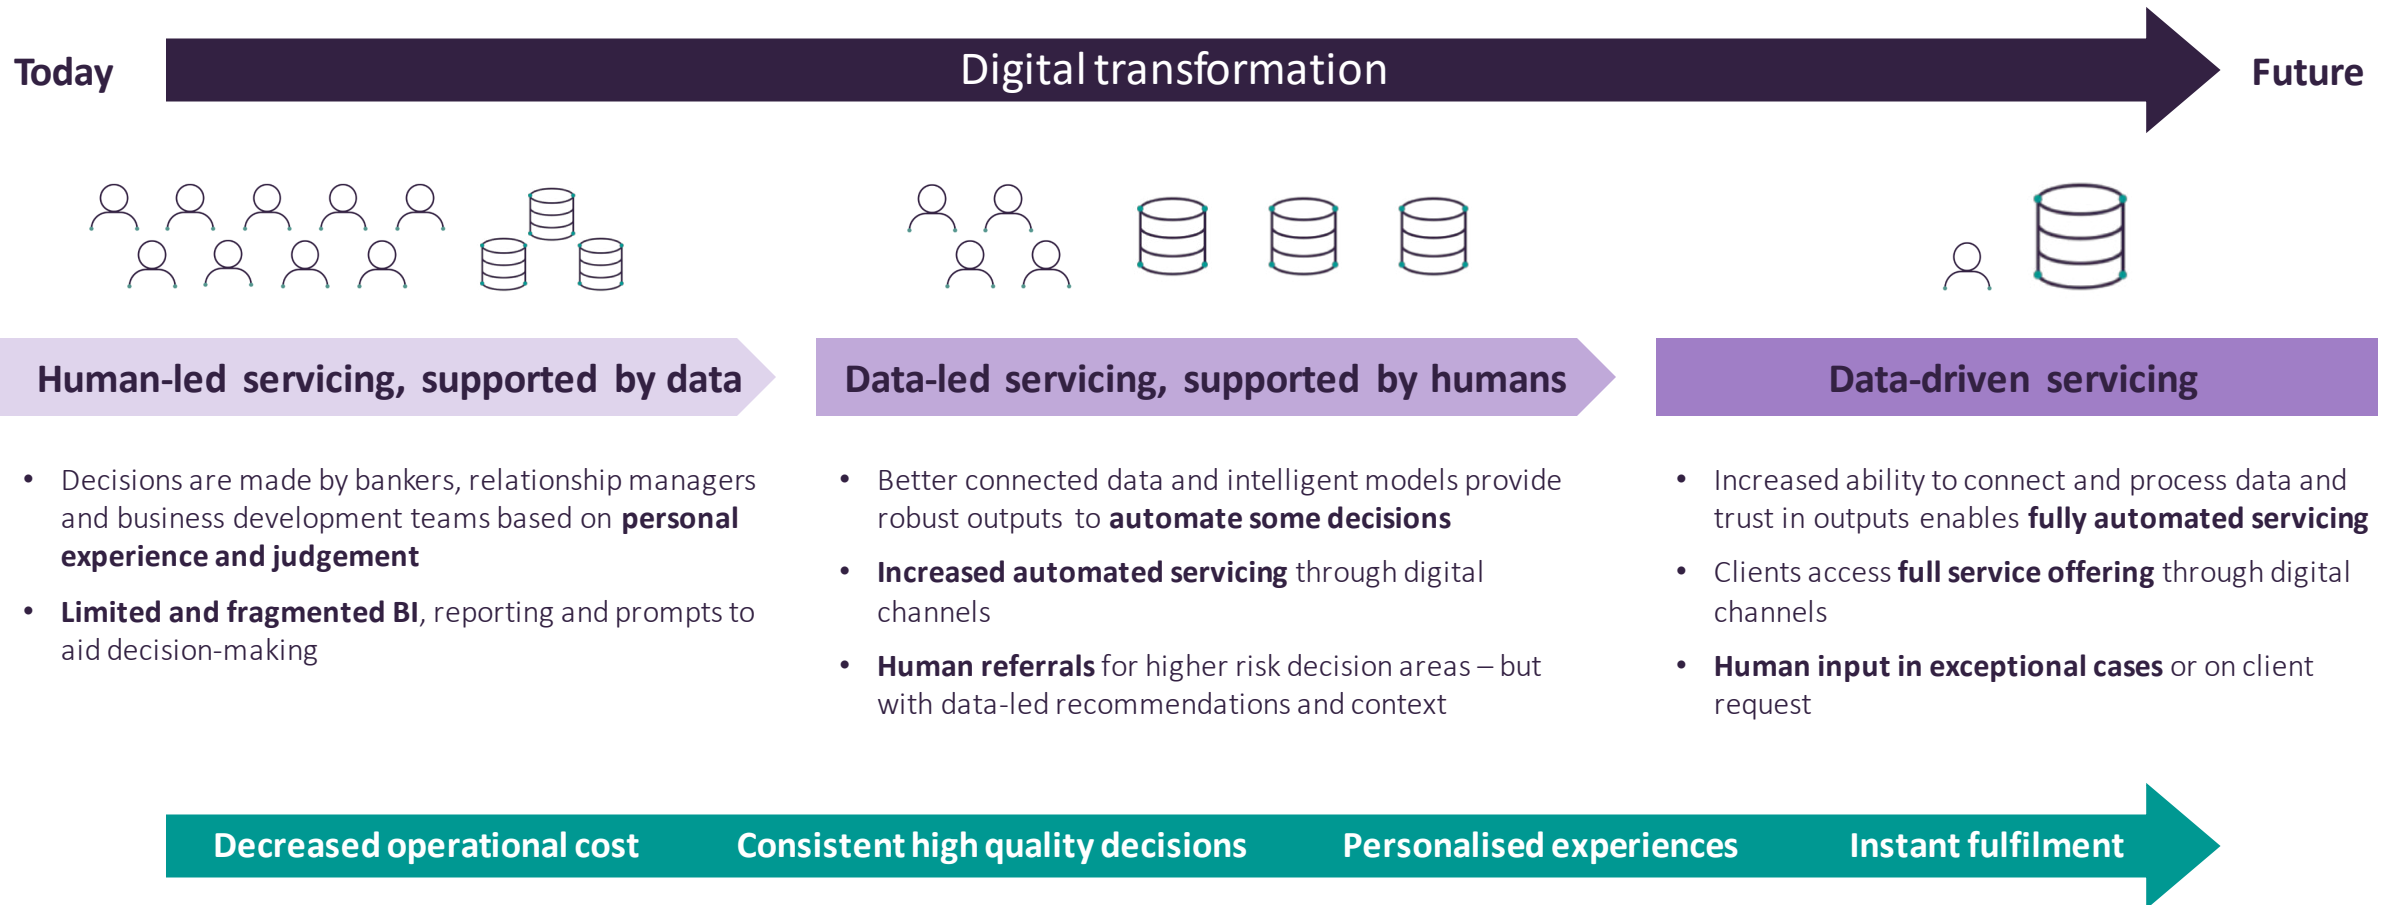 Today
Digital transformation
Future
Human-led servicing, supported by data
Data-led servicing, supported by humans
Data-driven servicing
• Decisions are made by bankers, relationship managers
and business development teams based on personal
experience and judgement
• Limited and fragmented BI, reporting and prompts to
aid decision-making
• Better connected data and intelligent models provide
robust outputs to automate some decisions
• Increased automated servicing through digital
channels
• Human referrals for higher risk decision areas – but
with data-led recommendations and context
• Increased ability to connect and process data and
trust in outputs enables fully automated servicing
• Clients access full service offering through digital
channels
• Human input in exceptional cases or on client
request
Decreased operational cost
Consistent high quality decisions
Personalised experiences
Instant fulfilment